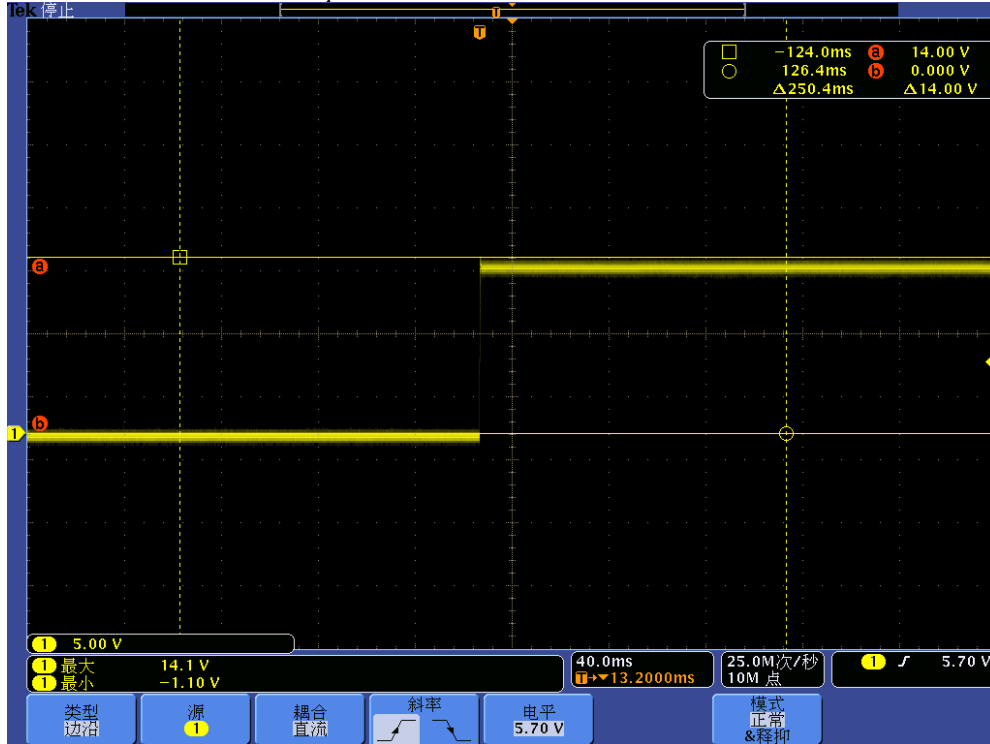 Tek 停止
T
T
□ −124.0ms a 14.00 V
○ 126.4ms b 0.000 V
Δ250.4ms Δ14.00 V
a
b
1
1 5.00 V
1 最大 14.1 V
1 最小 −1.10 V
40.0ms
T→▼13.2000ms
25.0M次/秒
10M 点
1 5.70 V
类型
边沿
源
1
耦合
直流
斜率
电平
5.70 V
模式
正常
&释抑